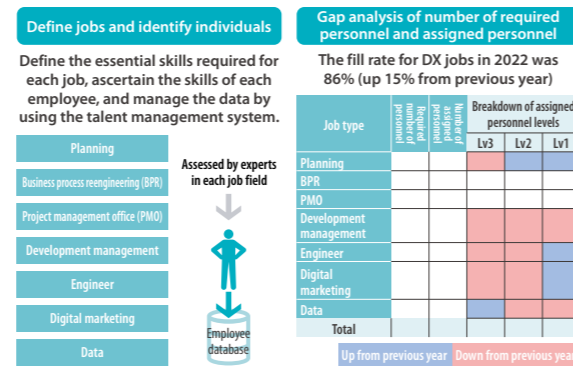 Define jobs and identify individuals
Define the essential skills required for
each job, ascertain the skills of each
employee, and manage the data by
using the talent management system.
Planning
Business process reengineering (BPR)
Project management office (PMO)
Development management
Engineer
Digital marketing
Data
Assessed by experts
in each job field
Employee
database
Gap analysis of number of required
personnel and assigned personnel
The fill rate for DX jobs in 2022 was
86% (up 15% from previous year)
Job type
Required
number of
personnel
Number of
assigned
personnel
Breakdown of assigned
personnel levels
Lv3
Lv2
Lv1
Planning
BPR
PMO
Development
management
Engineer
Digital
marketing
Data
Total
Up from previous year
Down from previous year